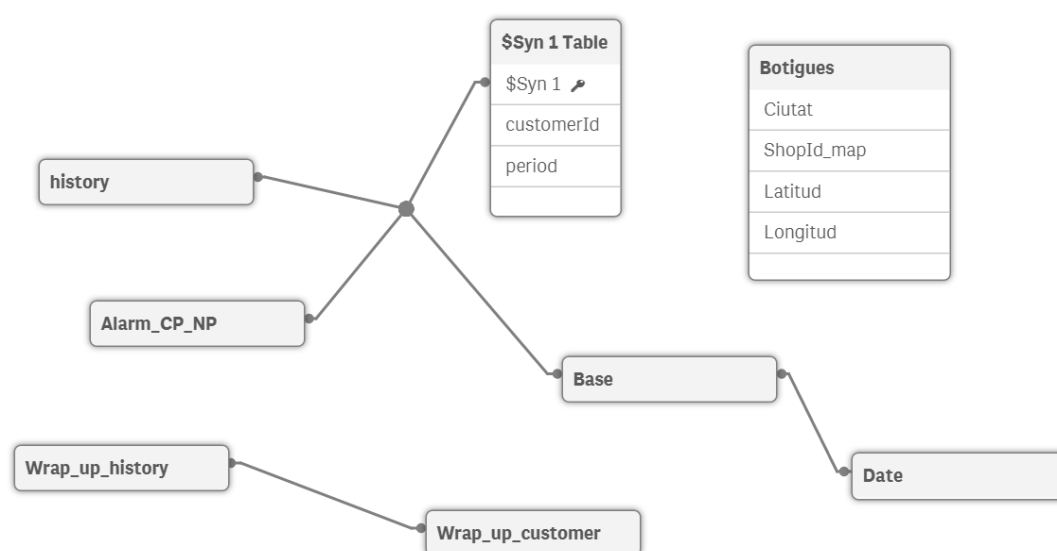 $Syn 1 Table
$Syn 1
customerId
period
Botigues
Ciutat
ShopId_map
Latitud
Longitud
history
Alarm_CP_NP
Base
Wrap_up_history
Date
Wrap_up_customer